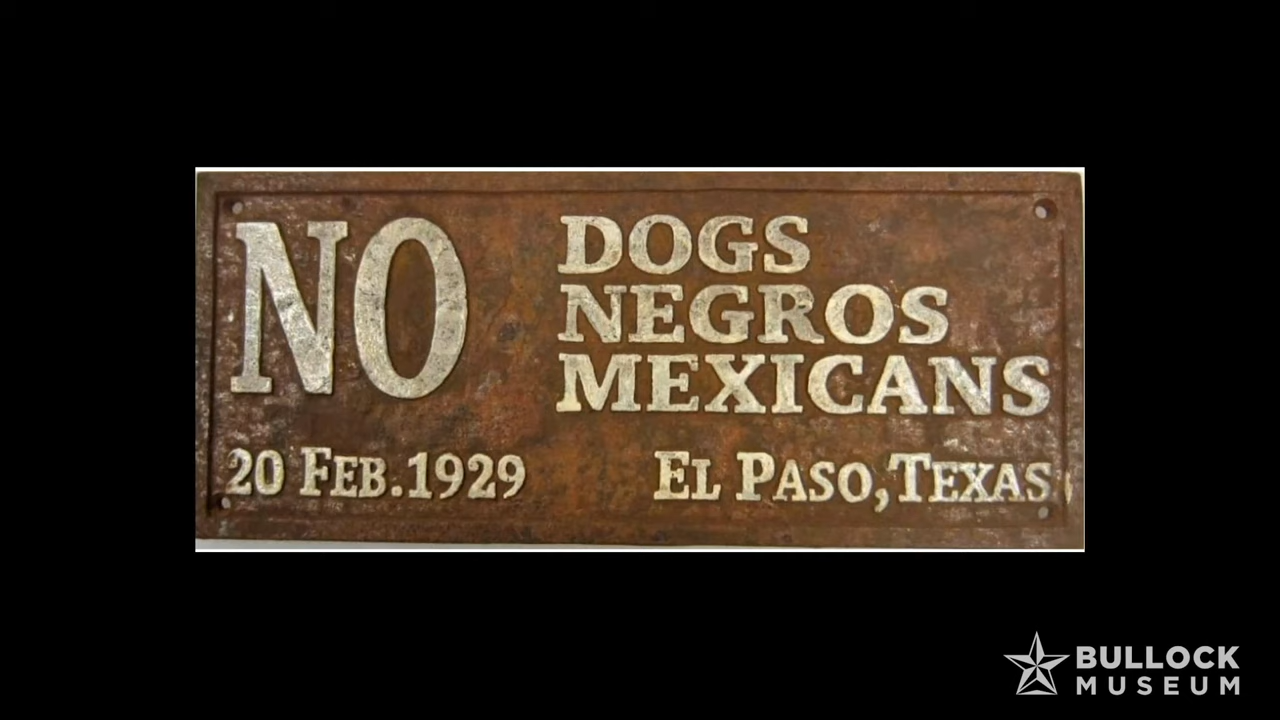 NO
DOGS
NEGROS
MEXICANS
20 FEB.1929
EL PASO, TEXAS
BULLOCK
MUSEUM